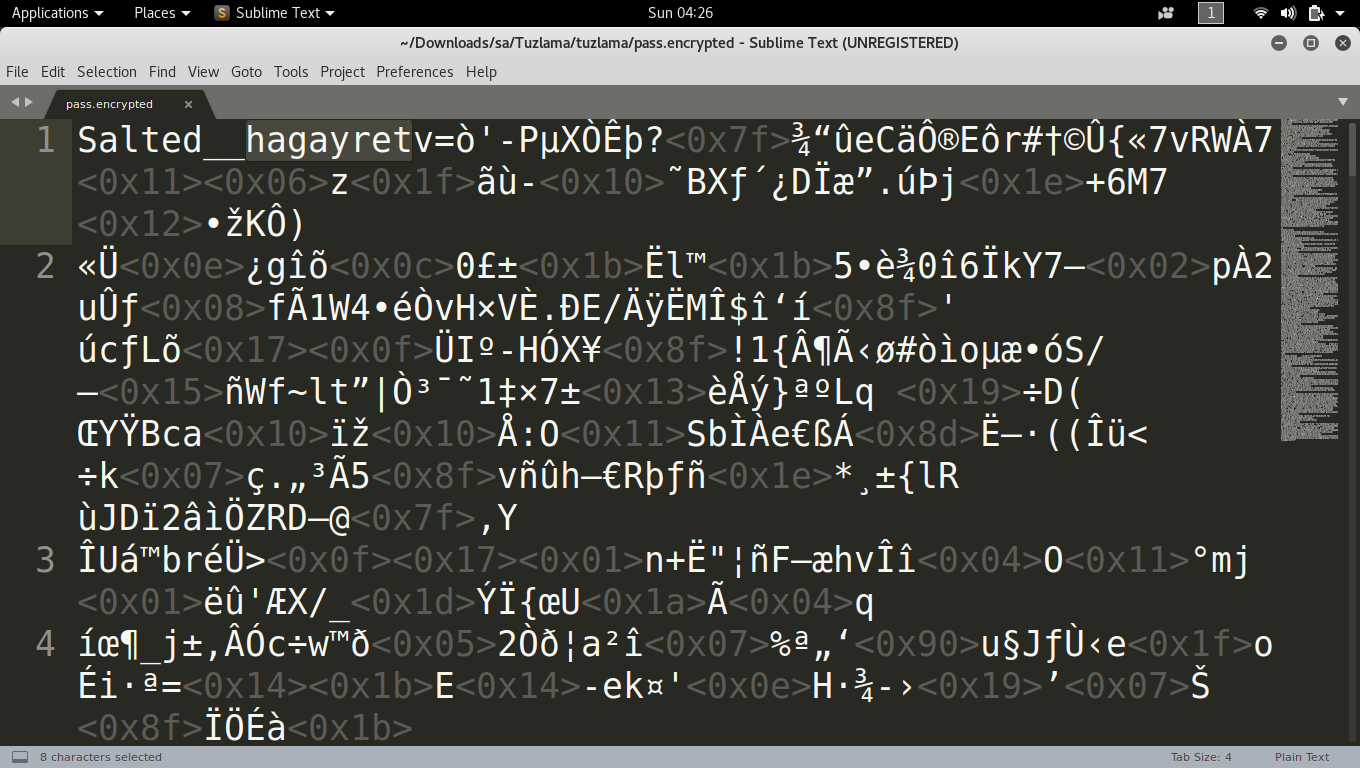 Applications Places Sublime Text Sun 04:26 1
~/Downloads/sa/Tuzlama/tuzlama/pass.encrypted - Sublime Text (UNREGISTERED)
File Edit Selection Find View Goto Tools Project Preferences Help
pass.encrypted ×
1 Salted__hagayretv=ò'-PµXÒÊþ?<0x7f>¾“ûeCäÔ®Eôr#†©Û{«7vRWÀ7
<0x11><0x06>z<0x1f>ãù-<0x10>˜BXƒ´¿DÏæ”.úÞj<0x1e>+6M7
<0x12>•žKÔ)
2 «Ü<0x0e>¿gîõ<0x0c>0£±<0x1b>Ël™<0x1b>5•è¾0î6ÏkY7—<0x02>pÀ2
uÛƒ<0x08>fÃ1W4•éÒvH×VÈ.ÐE/ÄÿËMÎ$î‘í<0x8f>'
úcƒLõ<0x17><0x0f>ÜIº-HÓX¥<0x8f>!1{Â¶Ã‹ø#òìoµæ•óS/
—<0x15>ñWf~lt”|Ò³¯˜1‡×7±<0x13>èÅý}ªºLq <0x19>÷D(
ŒYŸBca<0x10>ïž<0x10>Å:O<0x11>SbÌÀe€ßÁ<0x8d>Ë—·((Îü<
÷k<0x07>ç.„³Ã5<0x8f>vñûh—€Rþƒñ<0x1e>*¸±{lR
ùJDï2âìÖZRD—@<0x7f>,Y
3 ÎUá™bréÜ><0x0f><0x17><0x01>n+Ë"¦ñF—æhvÎî<0x04>O<0x11>°mj
<0x01>ëû'ÆX/_<0x1d>ÝÏ{œU<0x1a>Ã<0x04>q
4 íœ¶_j±‚ÂÓc÷w™ð<0x05>2Òð¦a²î<0x07>%ª„‘<0x90>u§JƒÙ‹e<0x1f>o
Éi·ª=<0x14><0x1b>E<0x14>-ek¤'<0x0e>H·¾-›<0x19>’<0x07>Š
<0x8f>ÏÖÉà<0x1b>
8 characters selected Tab Size: 4 Plain Text